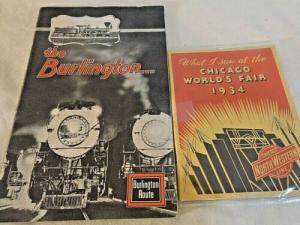 the
Burlington
Burlington
Route
What I saw at the
CHICAGO
WORLD'S FAIR
1934
NORTH WESTERN
LINE